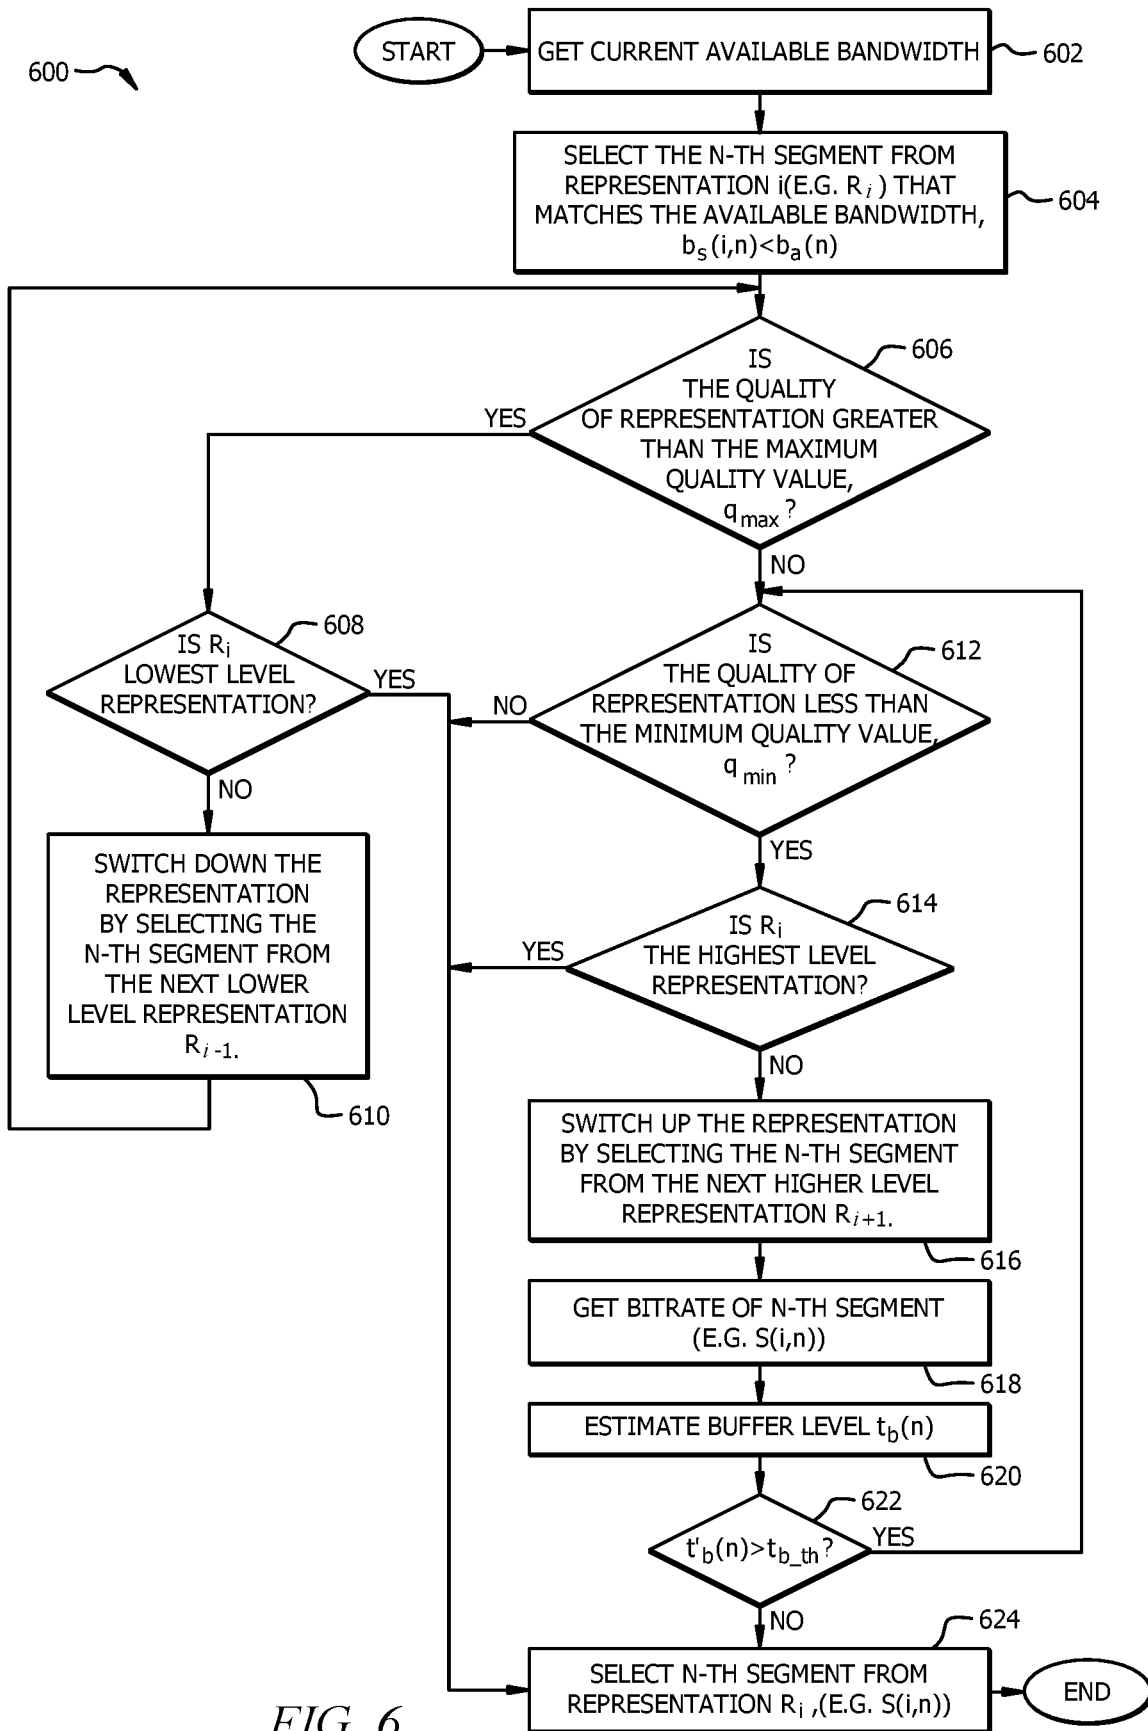 600
START
GET CURRENT AVAILABLE BANDWIDTH
602
SELECT THE N-TH SEGMENT FROM
REPRESENTATION i(E.G. Ri) THAT
MATCHES THE AVAILABLE BANDWIDTH,
bs(i,n)<ba(n)
604
IS
THE QUALITY
OF REPRESENTATION GREATER
THAN THE MAXIMUM
QUALITY VALUE,
qmax?
606
YES
NO
IS Ri
LOWEST LEVEL
REPRESENTATION?
608
YES
NO
SWITCH DOWN THE
REPRESENTATION
BY SELECTING THE
N-TH SEGMENT FROM
THE NEXT LOWER
LEVEL REPRESENTATION
Ri-1.
610
IS
THE QUALITY OF
REPRESENTATION LESS THAN
THE MINIMUM QUALITY VALUE,
qmin?
612
NO
YES
IS Ri
THE HIGHEST LEVEL
REPRESENTATION?
614
YES
NO
SWITCH UP THE REPRESENTATION
BY SELECTING THE N-TH SEGMENT
FROM THE NEXT HIGHER LEVEL
REPRESENTATION Ri+1.
616
GET BITRATE OF N-TH SEGMENT
(E.G. S(i,n))
618
ESTIMATE BUFFER LEVEL tb(n)
620
t'b(n)>tb_th?
622
YES
NO
SELECT N-TH SEGMENT FROM
REPRESENTATION Ri,(E.G. S(i,n))
624
END
FIG. 6